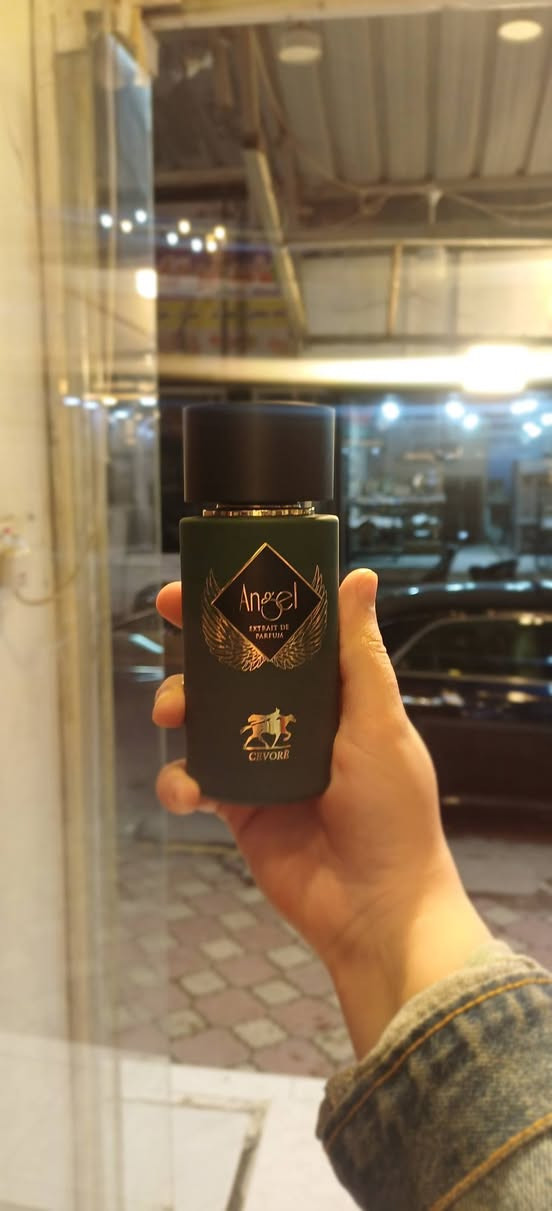 Angel
EXTRAIT DE
PARFUM
CEVORE